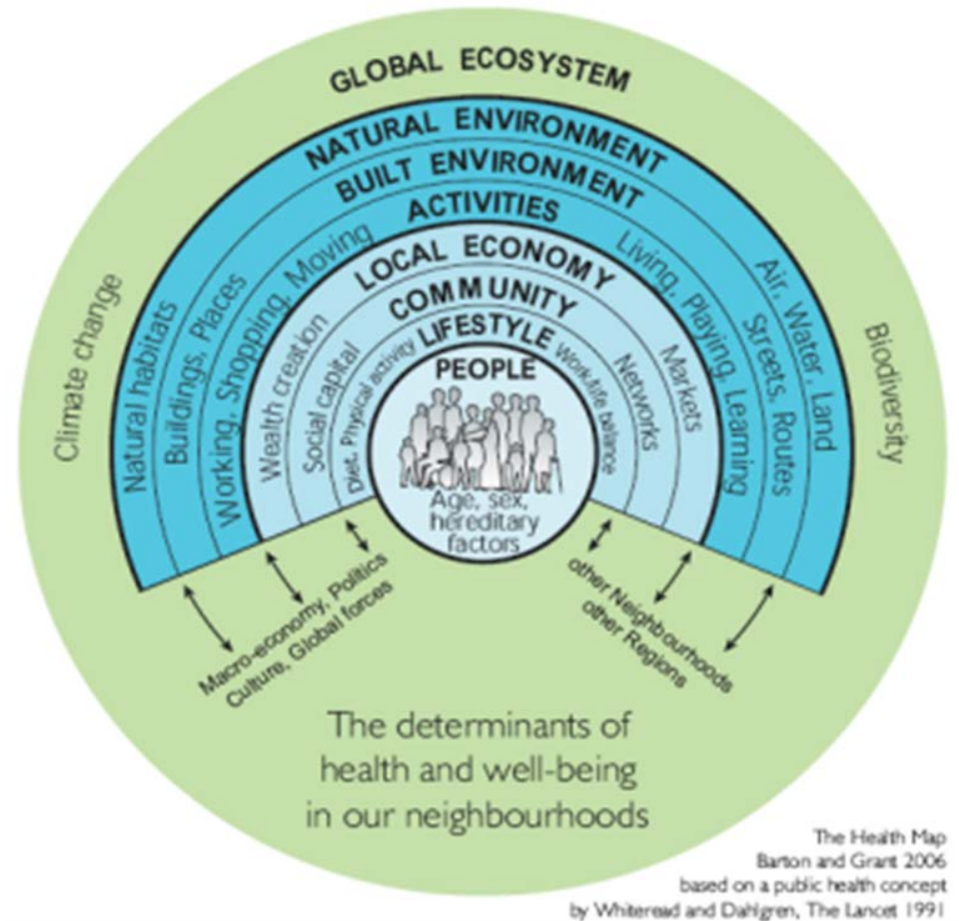 GLOBAL ECOSYSTEM
NATURAL ENVIRONMENT
BUILT ENVIRONMENT
ACTIVITIES
LOCAL ECONOMY
COMMUNITY
LIFESTYLE
PEOPLE
Age, sex,
hereditary
factors
Climate change
Natural habitats
Buildings, Places
Working, Shopping, Moving
Wealth creation
Social capital
Diet, Physical activity
Work/life balance
Networks
Markets
Living, Playing, Learning
Streets, Routes
Air, Water, Land
Biodiversity
Macro-economy, Politics
Culture, Global forces
other Neighbourhoods
other Regions
The determinants of
health and well-being
in our neighbourhoods
The Health Map
Barton and Grant 2006
based on a public health concept
by Whiteread and Dahlgren, The Lancet 1991